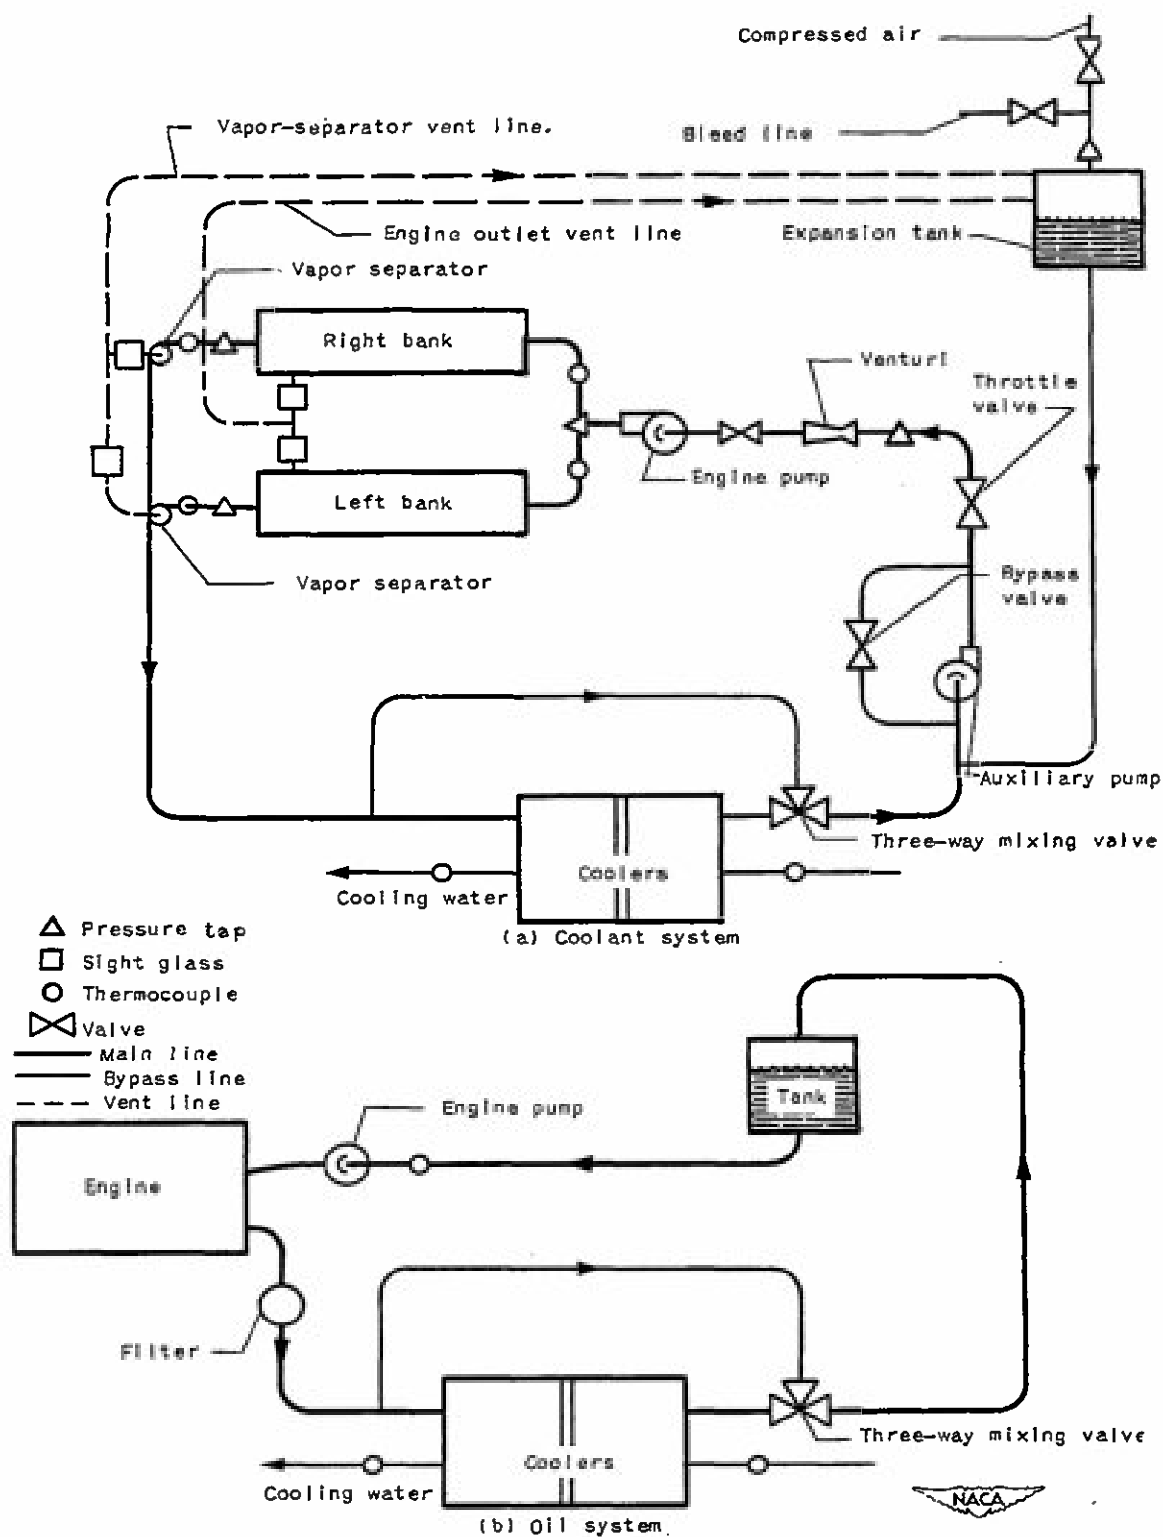 Compressed air
Vapor-separator vent line.
Bleed line
Engine outlet vent line
Expansion tank
Vapor separator
Right bank
Venturi
Throttle
valve
Engine pump
Left bank
Vapor separator
Bypass
valve
Auxiliary pump
Three-way mixing valve
Coolers
Cooling water
(a) Coolant system
Pressure tap
Sight glass
Thermocouple
Valve
Main line
Bypass line
Vent line
Tank
Engine pump
Engine
Filter
Three-way mixing valve
Coolers
Cooling water
NACA
(b) Oil system.